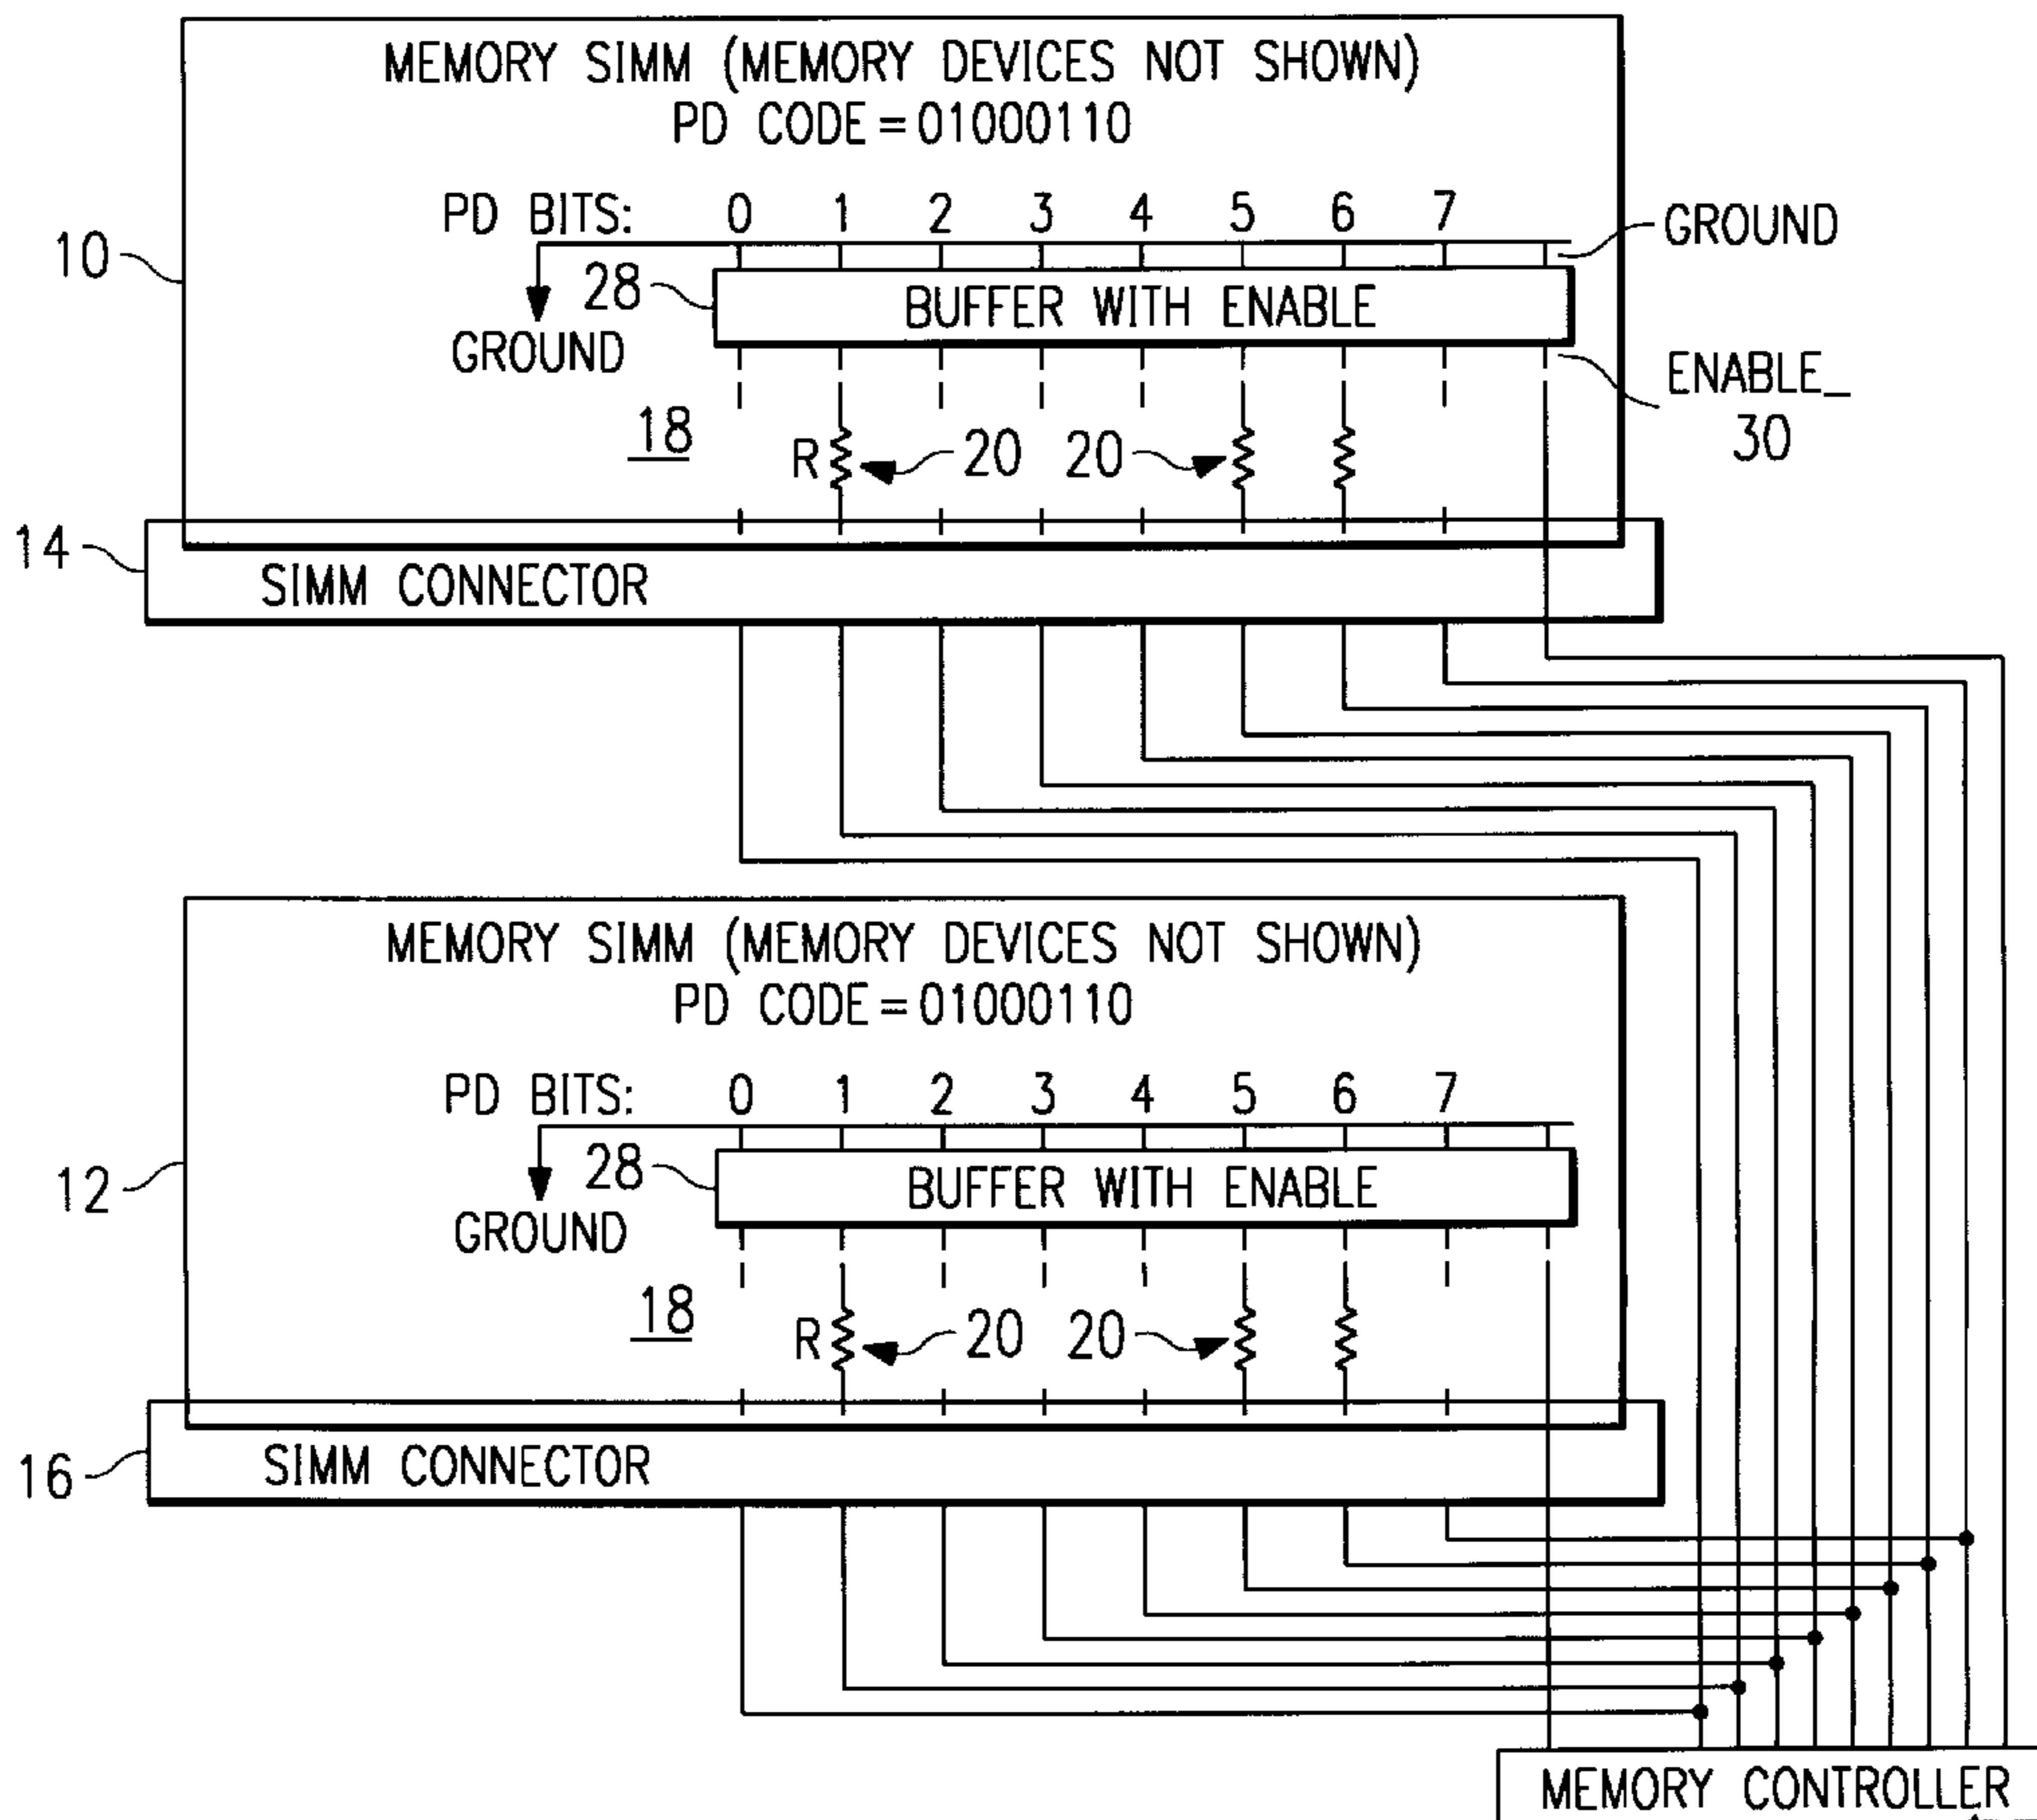 MEMORY SIMM (MEMORY DEVICES NOT SHOWN)
PD CODE = 01000110
PD BITS: 0 1 2 3 4 5 6 7
GROUND
10
28
BUFFER WITH ENABLE
GROUND
ENABLE_
30
18
R
20
20
14
SIMM CONNECTOR
MEMORY SIMM (MEMORY DEVICES NOT SHOWN)
PD CODE = 01000110
PD BITS: 0 1 2 3 4 5 6 7
12
28
BUFFER WITH ENABLE
GROUND
18
R
20
20
16
SIMM CONNECTOR
MEMORY CONTROLLER